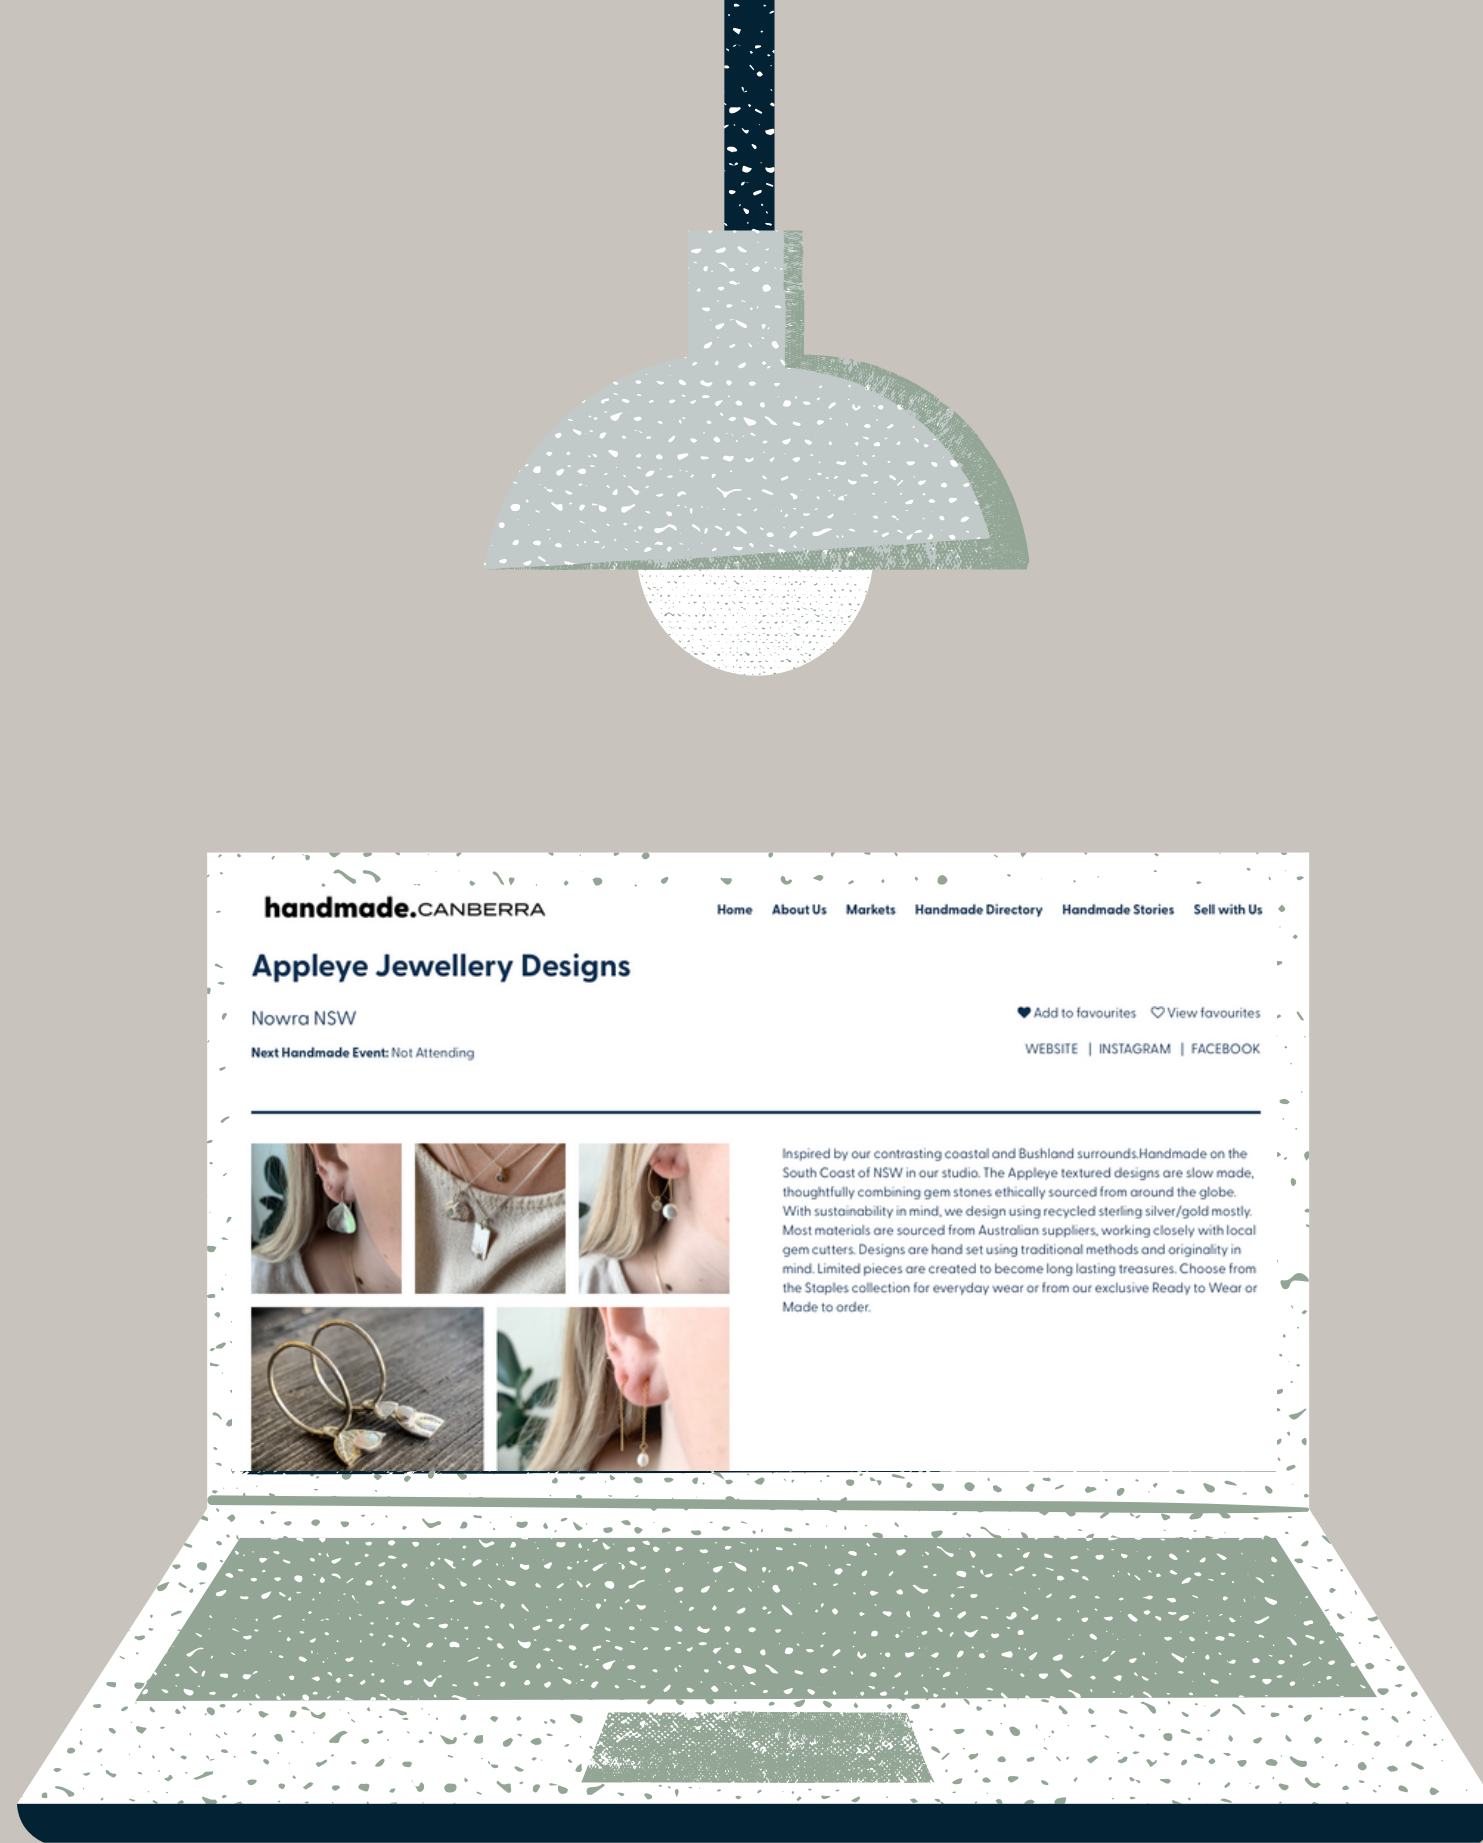 handmade.CANBERRA
Home About Us Markets Handmade Directory Handmade Stories Sell with Us
Appleye Jewellery Designs
Nowra NSW
Add to favourites View favourites
Next Handmade Event: Not Attending
WEBSITE | INSTAGRAM | FACEBOOK
Inspired by our contrasting coastal and Bushland surrounds.Handmade on the
South Coast of NSW in our studio. The Appleye textured designs are slow made,
thoughtfully combining gem stones ethically sourced from around the globe.
With sustainability in mind, we design using recycled sterling silver/gold mostly.
Most materials are sourced from Australian suppliers, working closely with local
gem cutters. Designs are hand set using traditional methods and originality in
mind. Limited pieces are created to become long lasting treasures. Choose from
the Staples collection for everyday wear or from our exclusive Ready to Wear or
Made to order.